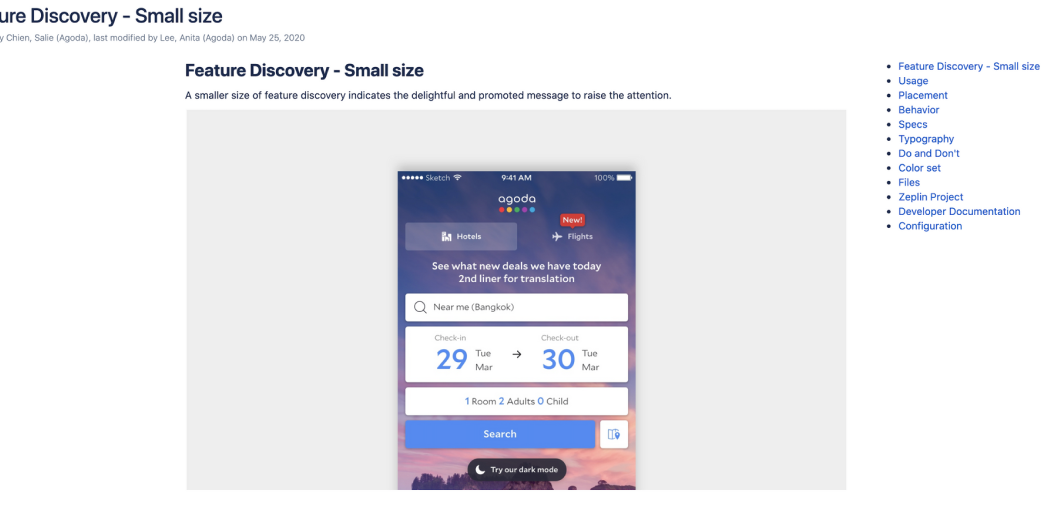 ure Discovery - Small size
y Chien, Salie (Agoda), last modified by Lee, Anita (Agoda) on May 25, 2020
Feature Discovery - Small size
A smaller size of feature discovery indicates the delightful and promoted message to raise the attention.
Sketch 9:41 AM 100%
agoda
New!
Hotels Flights
See what new deals we have today
2nd liner for translation
Near me (Bangkok)
Check-in Check-out
29 Tue Mar → 30 Tue Mar
1 Room 2 Adults 0 Child
Search
Try our dark mode
Feature Discovery - Small size
Usage
Placement
Behavior
Specs
Typography
Do and Don't
Color set
Files
Zeplin Project
Developer Documentation
Configuration